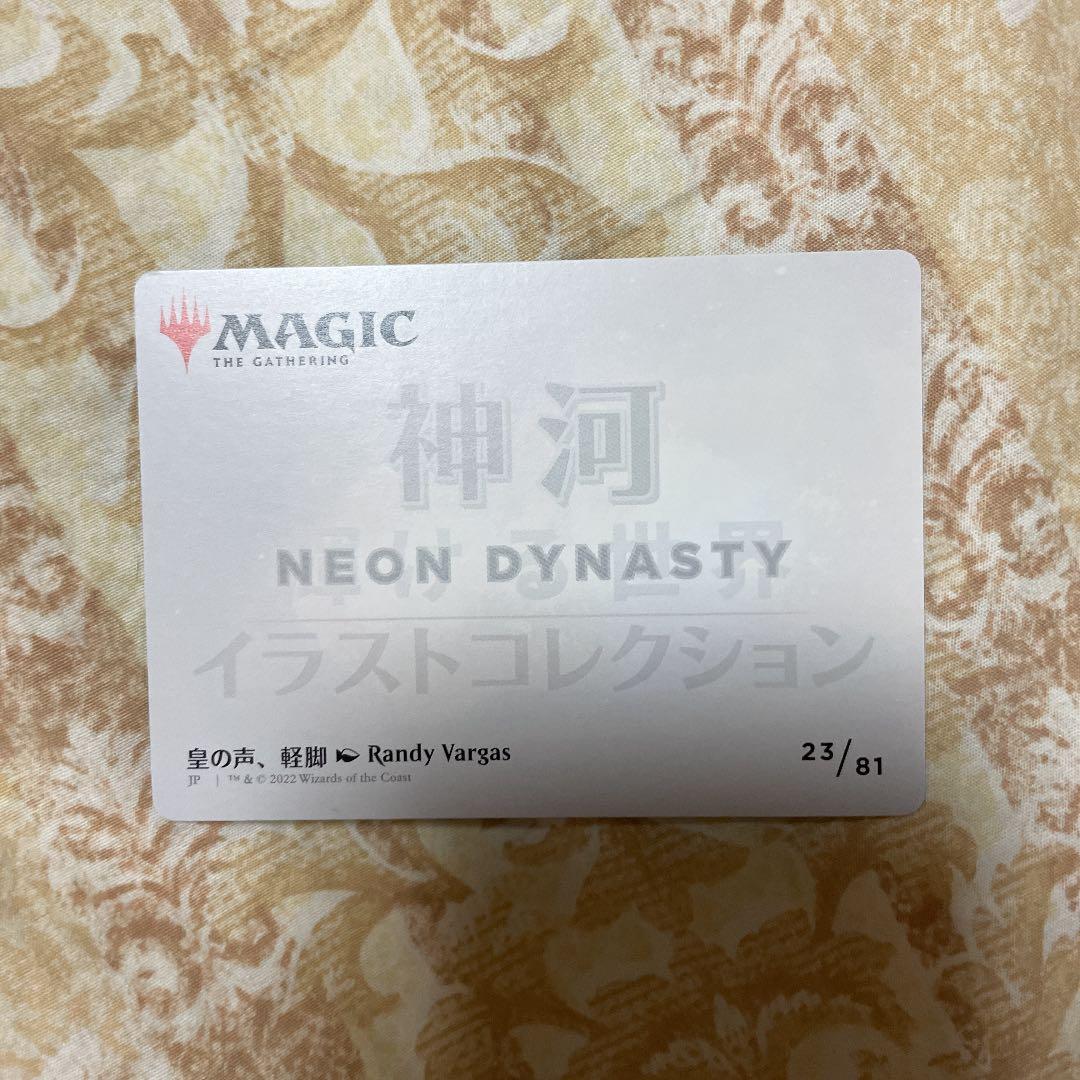 MAGIC
THE GATHERING
神河
輝ける世界
NEON DYNASTY
イラストコレクション
皇の声、軽脚 Randy Vargas
23/81
JP | ™ & © 2022 Wizards of the Coast